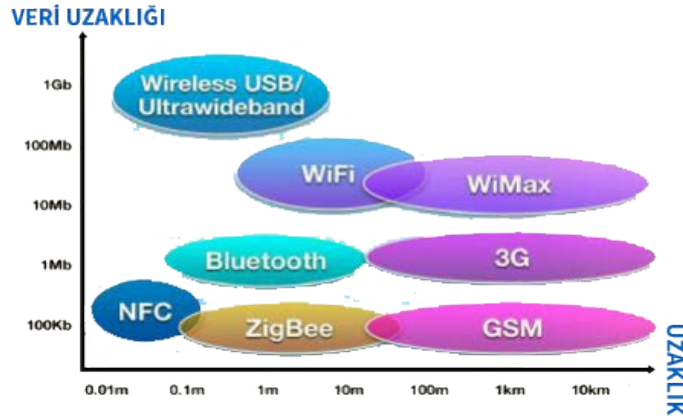 VERİ UZAKLIĞI
1Gb
100Mb
10Mb
1Mb
100Kb
Wireless USB/
Ultrawideband
WiFi
WiMax
Bluetooth
3G
NFC
ZigBee
GSM
0.01m 0.1m 1m 10m 100m 1km 10km
UZAKLIK